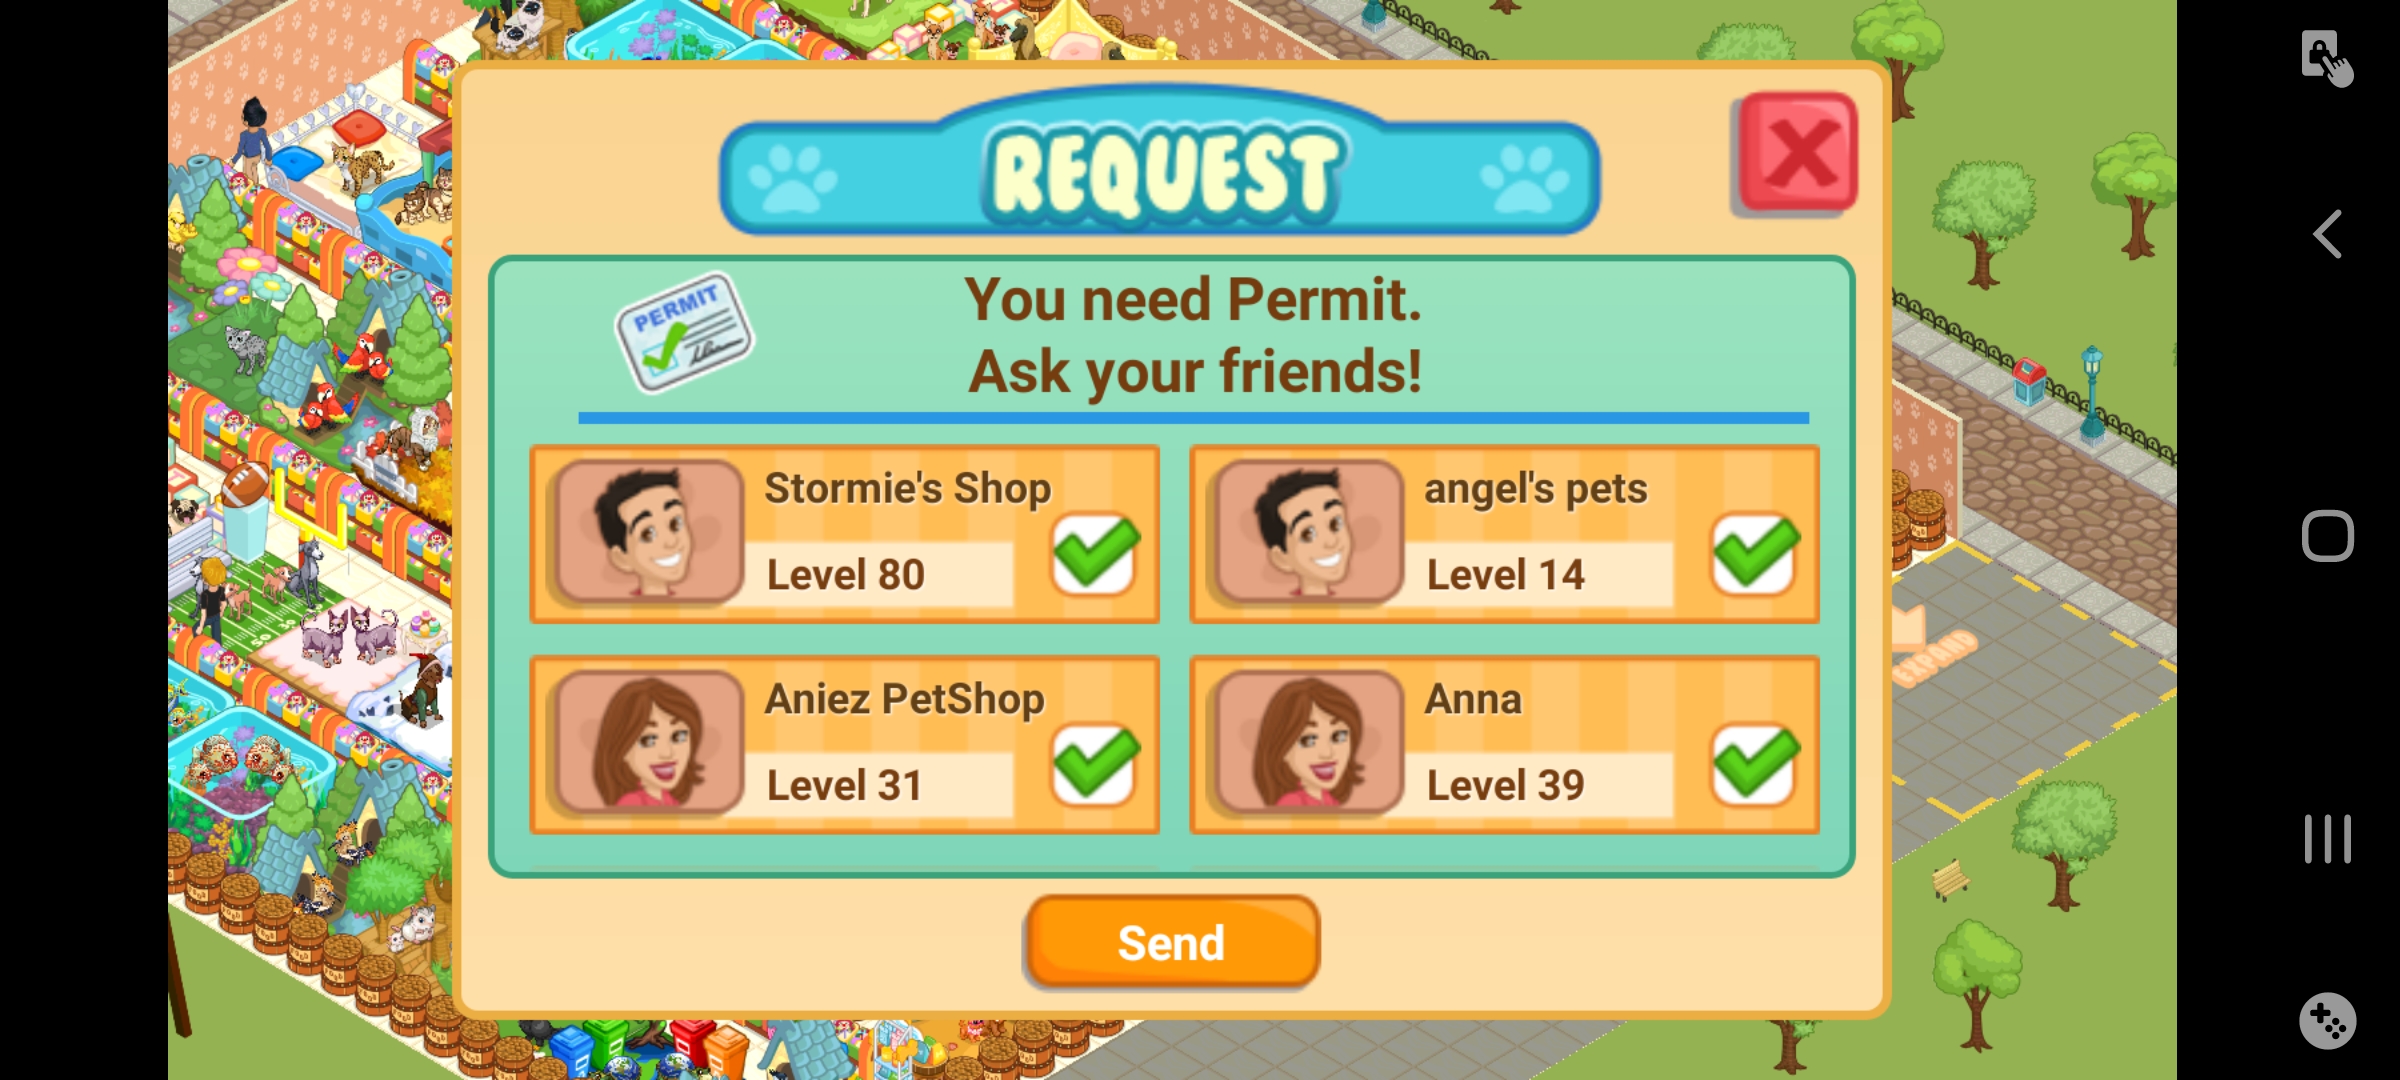 REQUEST
PERMIT
You need Permit.
Ask your friends!
Stormie's Shop
Level 80
angel's pets
Level 14
Aniez PetShop
Level 31
Anna
Level 39
EXPAND
Send